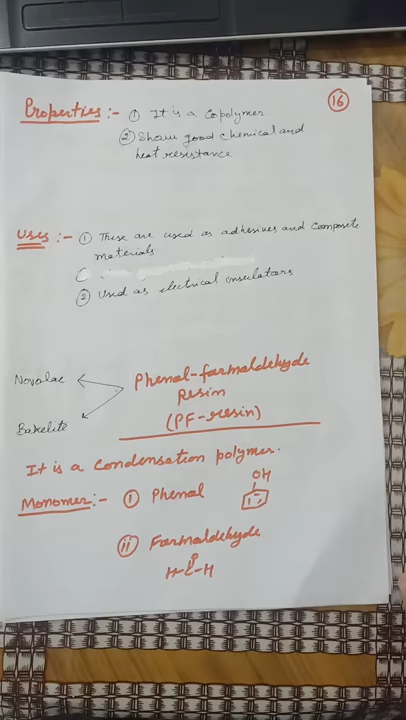 16
Properties :- ① It is a Copolymer
② Show good chemical and
heat resistance
Uses :- ① These are used as adhesives and Composite
materials
② Used as electrical insulators
Novolac
Phenol-formaldehyde
Resin
(PF-resin)
Bakelite
It is a Condensation polymer.
Monomer:- ① Phenol
OH
ⅱ Formaldehyde
O
H-C-H